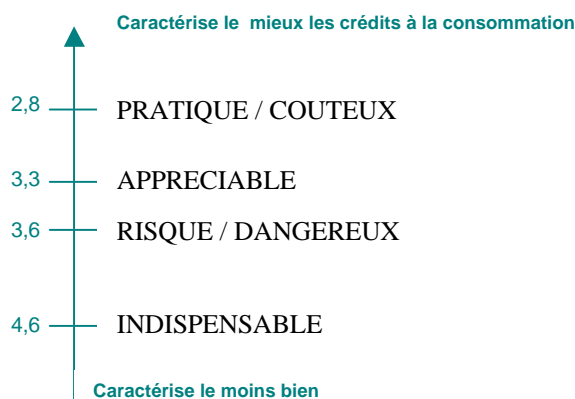 Caractérise le mieux les crédits à la consommation
2,8 PRATIQUE / COUTEUX
3,3 APPRECIABLE
3,6 RISQUE / DANGEREUX
4,6 INDISPENSABLE
Caractérise le moins bien